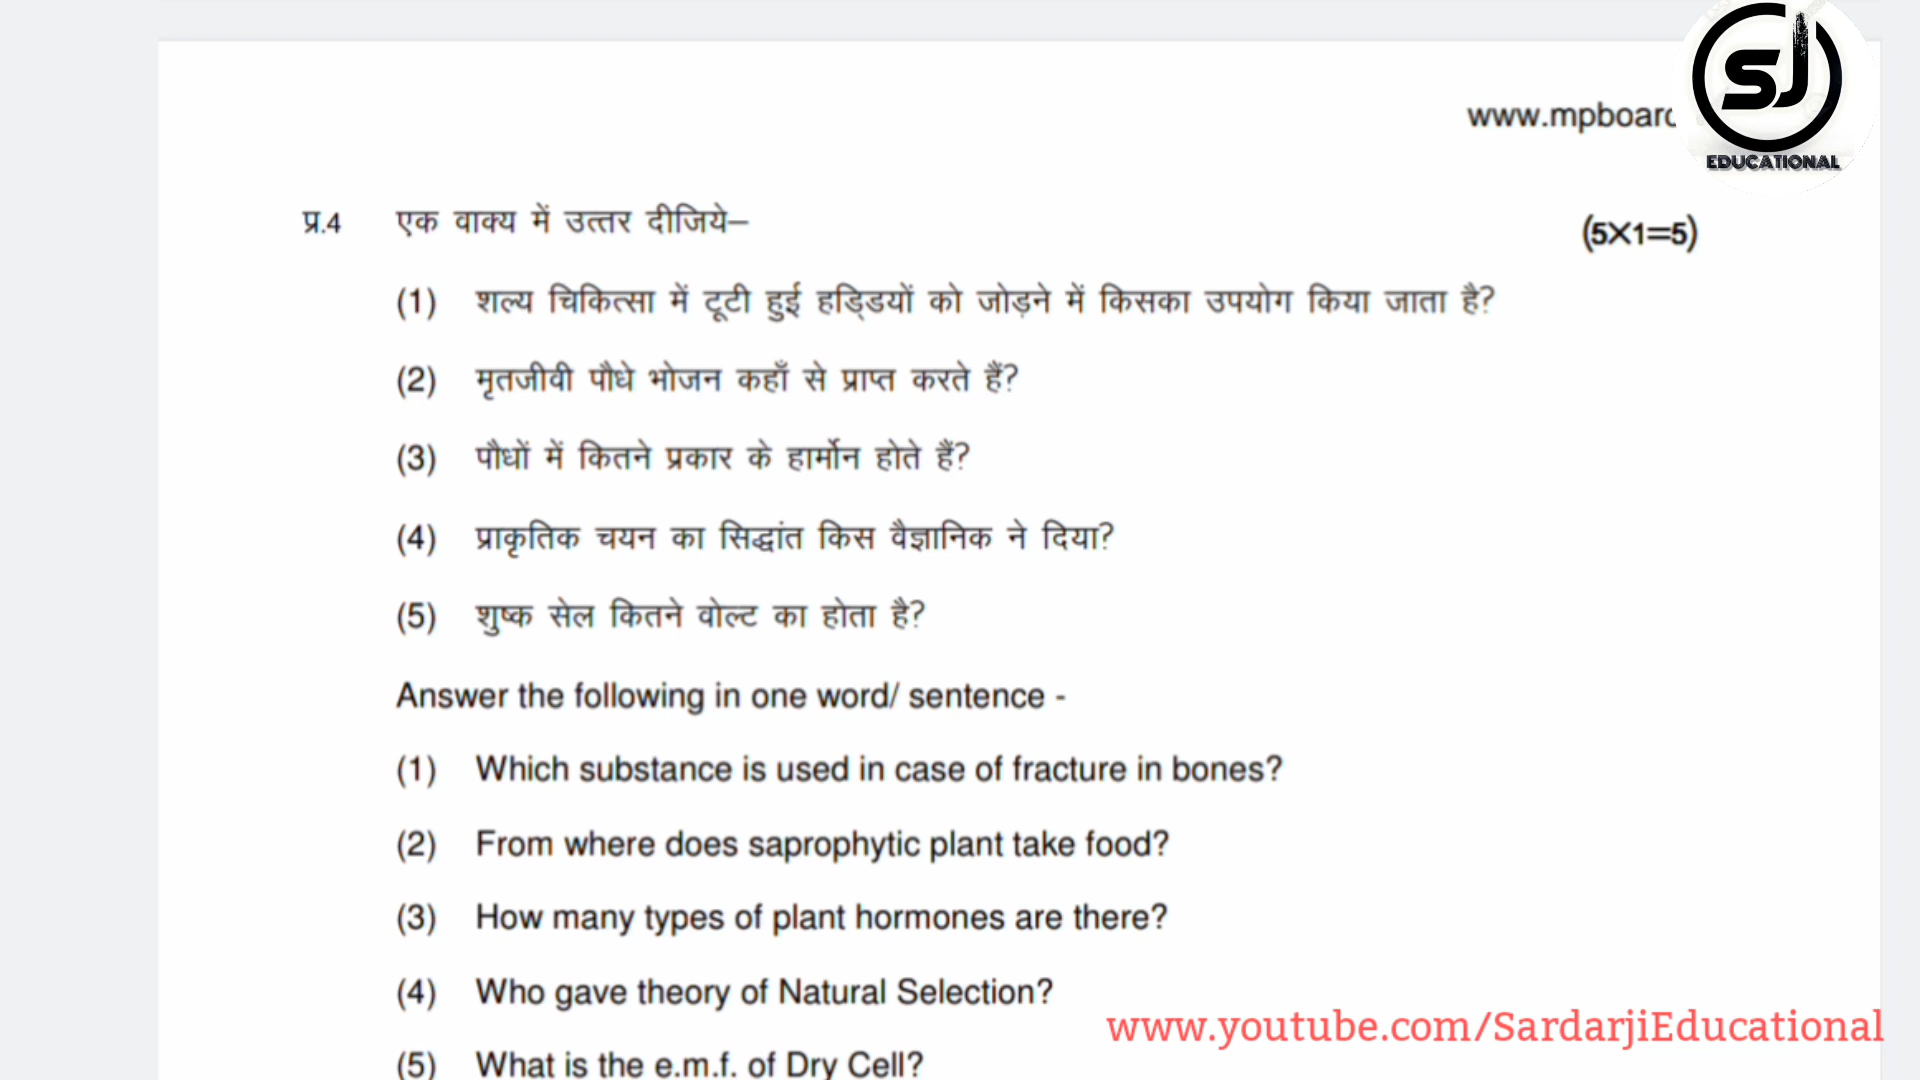 SJ
EDUCATIONAL
www.mpboard
प्र.4 एक वाक्य में उत्तर दीजिये– (5X1=5)
(1) शल्य चिकित्सा में टूटी हुई हड्डियों को जोड़ने में किसका उपयोग किया जाता है?
(2) मृतजीवी पौधे भोजन कहाँ से प्राप्त करते हैं?
(3) पौधों में कितने प्रकार के हार्मोन होते हैं?
(4) प्राकृतिक चयन का सिद्धांत किस वैज्ञानिक ने दिया?
(5) शुष्क सेल कितने वोल्ट का होता है?
Answer the following in one word/ sentence -
(1) Which substance is used in case of fracture in bones?
(2) From where does saprophytic plant take food?
(3) How many types of plant hormones are there?
(4) Who gave theory of Natural Selection?
www.youtube.com/SardarjiEducational
(5) What is the e.m.f. of Dry Cell?